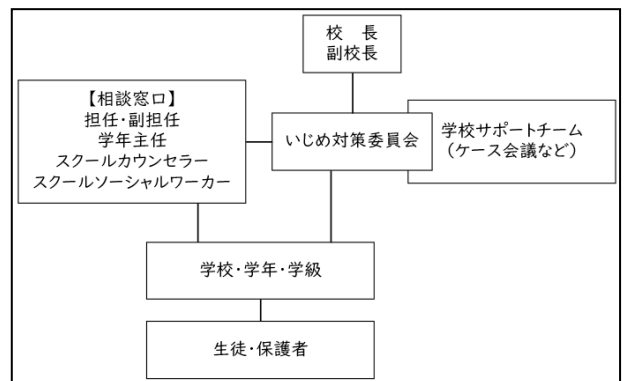 校　長
副校長
【相談窓口】
担任・副担任
学年主任
スクールカウンセラー
スクールソーシャルワーカー
いじめ対策委員会
学校サポートチーム
（ケース会議など）
学校・学年・学級
生徒・保護者